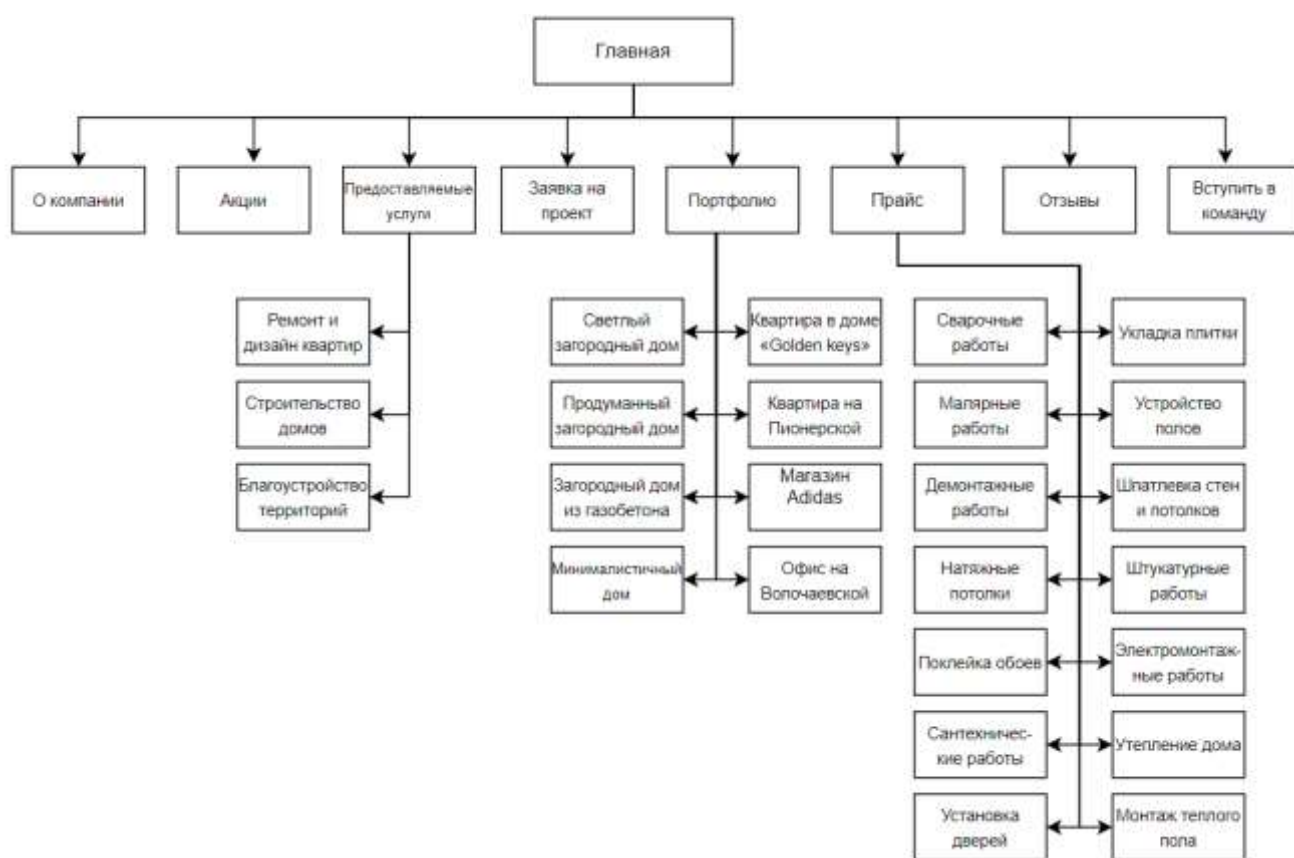 Главная
О компании
Акции
Предоставляемые
услуги
Заявка на
проект
Портфолио
Прайс
Отзывы
Вступить в
команду
Ремонт и
дизайн квартир
Строительство
домов
Благоустройство
территорий
Светлый
загородный дом
Квартира в доме
«Golden keys»
Продуманный
загородный дом
Квартира на
Пионерской
Загородный дом
из газобетона
Магазин
Adidas
Минималистичный
дом
Офис на
Волочаевской
Сварочные
работы
Укладка плитки
Малярные
работы
Устройство
полов
Демонтажные
работы
Шпатлевка стен
и потолков
Натяжные
потолки
Штукатурные
работы
Поклейка обоев
Электромонтаж-
ные работы
Сантехничес-
кие работы
Утепление дома
Установка
дверей
Монтаж теплого
пола